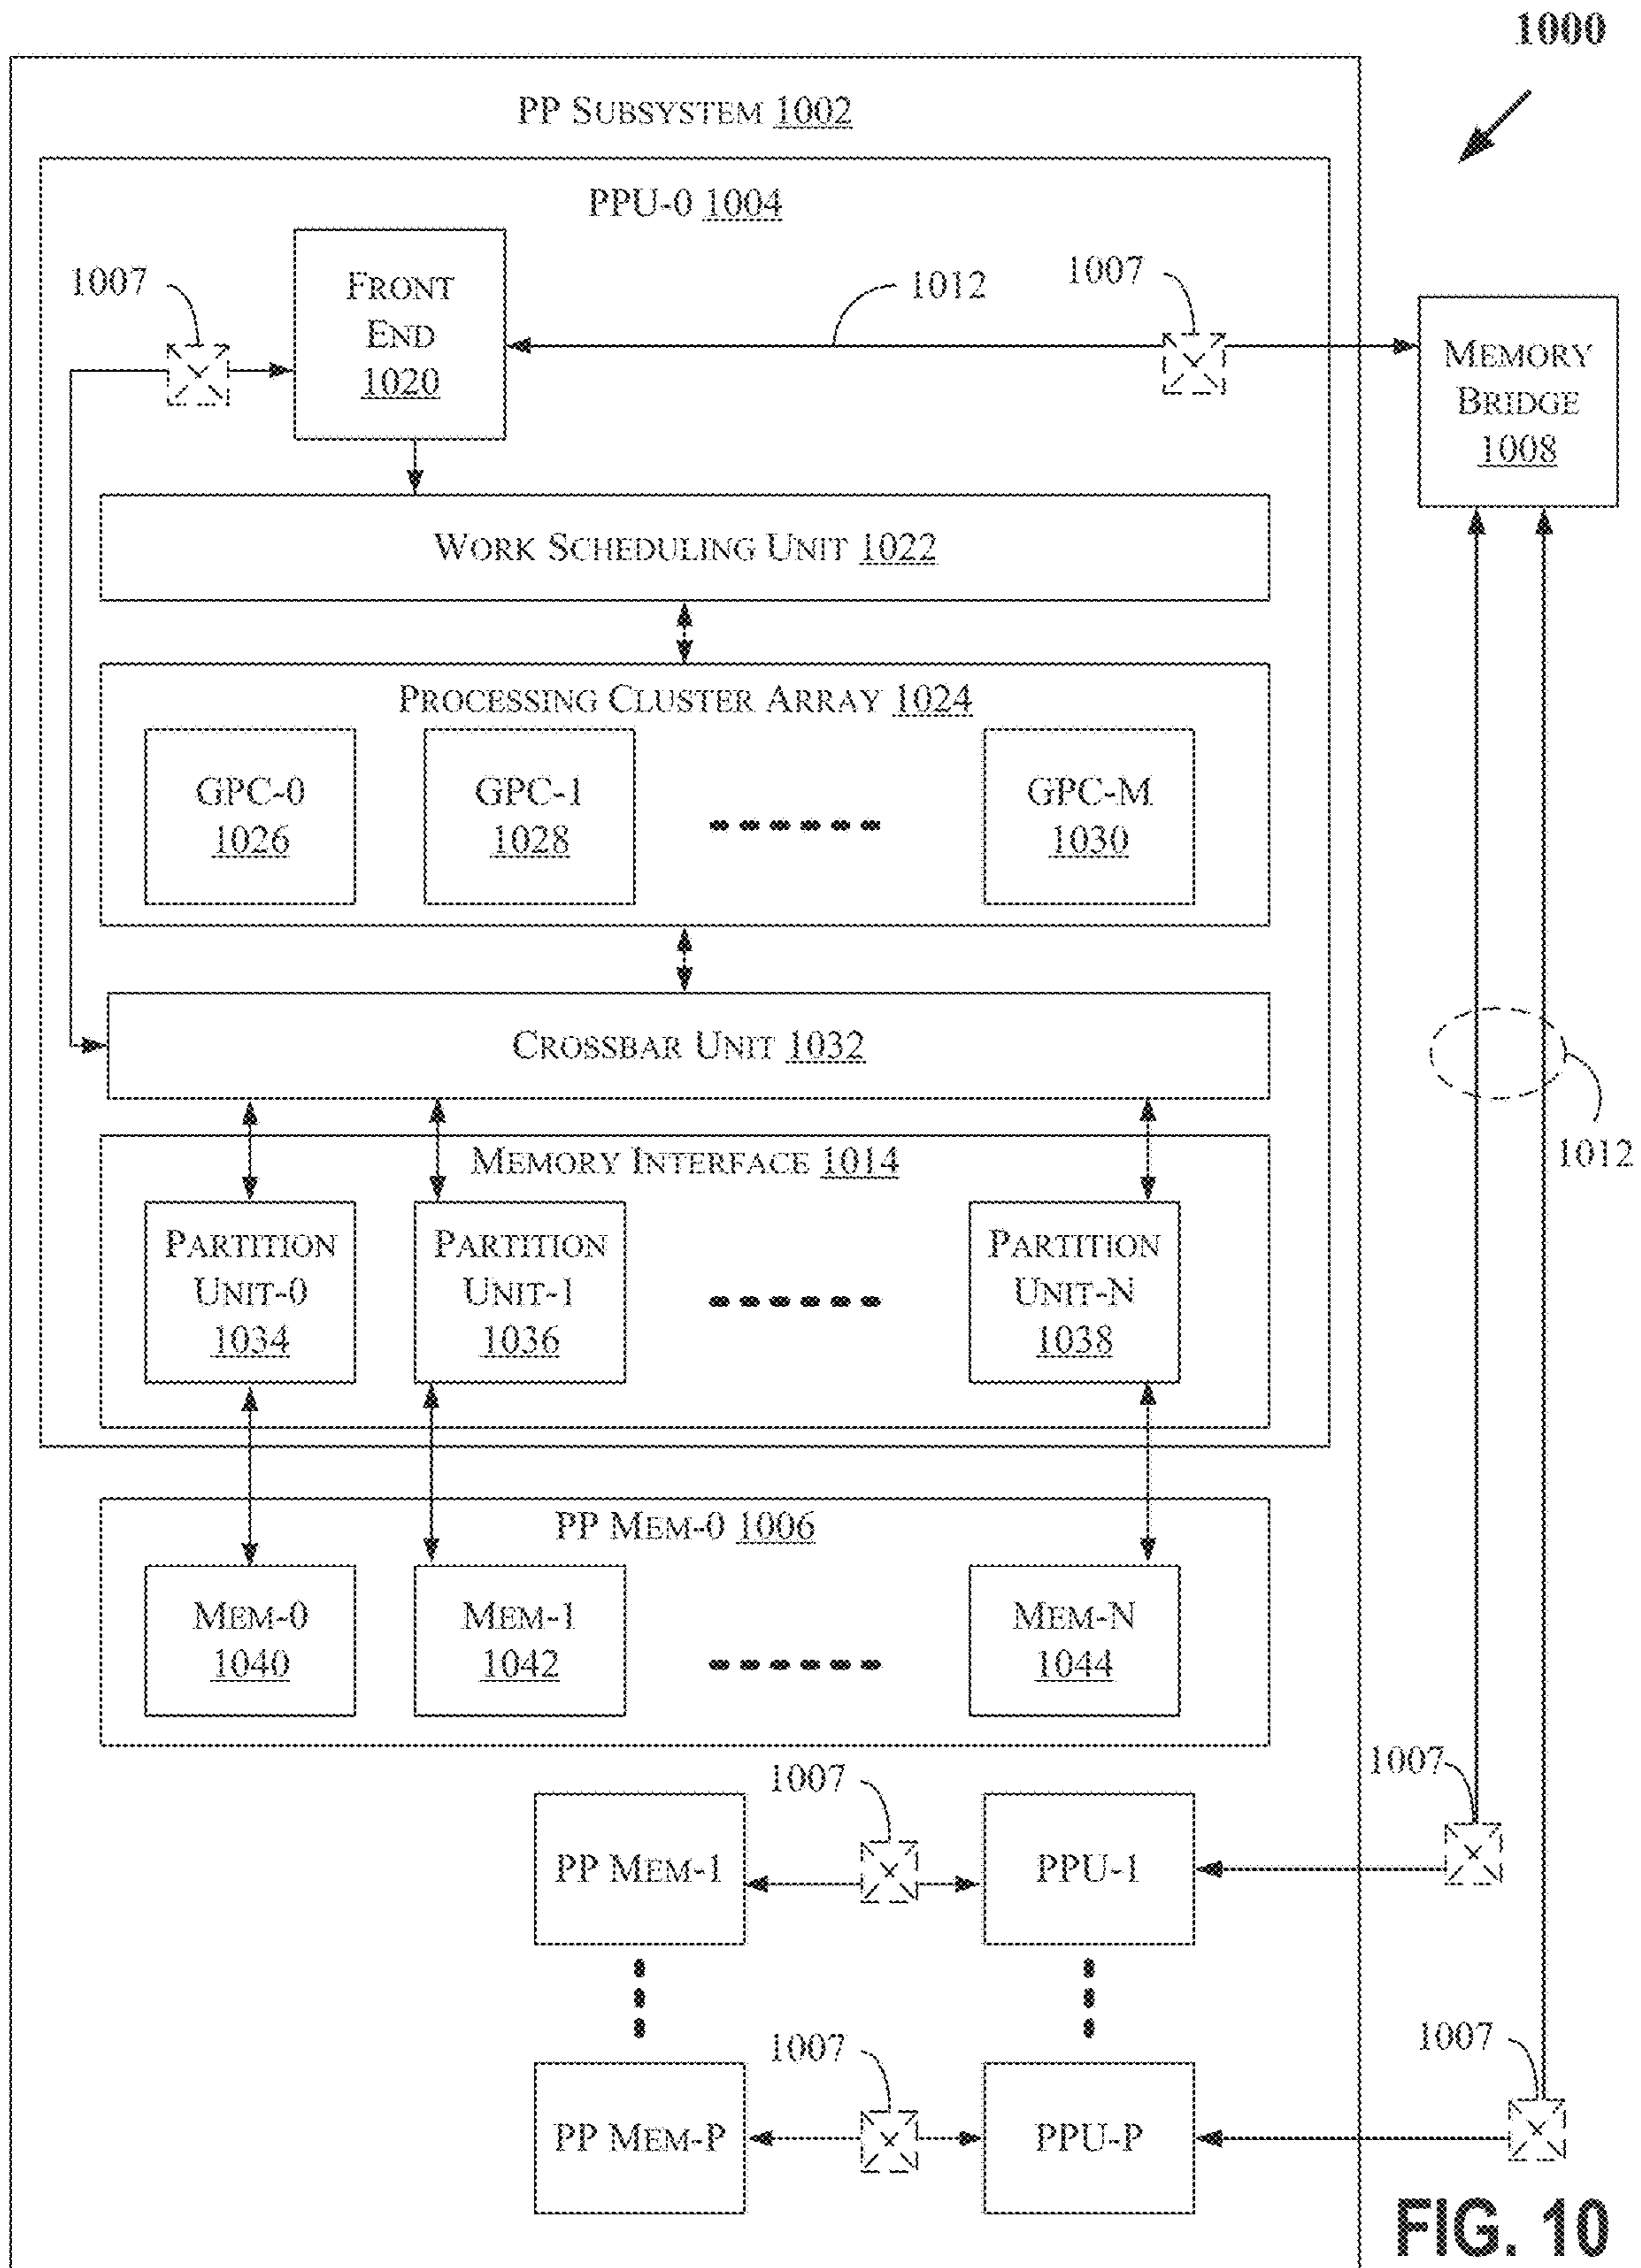 1000
PP SUBSYSTEM 1002
PPU-0 1004
1007
FRONT
END
1020
1012
1007
MEMORY
BRIDGE
1008
WORK SCHEDULING UNIT 1022
PROCESSING CLUSTER ARRAY 1024
GPC-0
1026
GPC-1
1028
GPC-M
1030
CROSSBAR UNIT 1032
1012
MEMORY INTERFACE 1014
PARTITION
UNIT-0
1034
PARTITION
UNIT-1
1036
PARTITION
UNIT-N
1038
PP MEM-0 1006
MEM-0
1040
MEM-1
1042
MEM-N
1044
1007
1007
PP MEM-1
PPU-1
1007
1007
PP MEM-P
PPU-P
FIG. 10